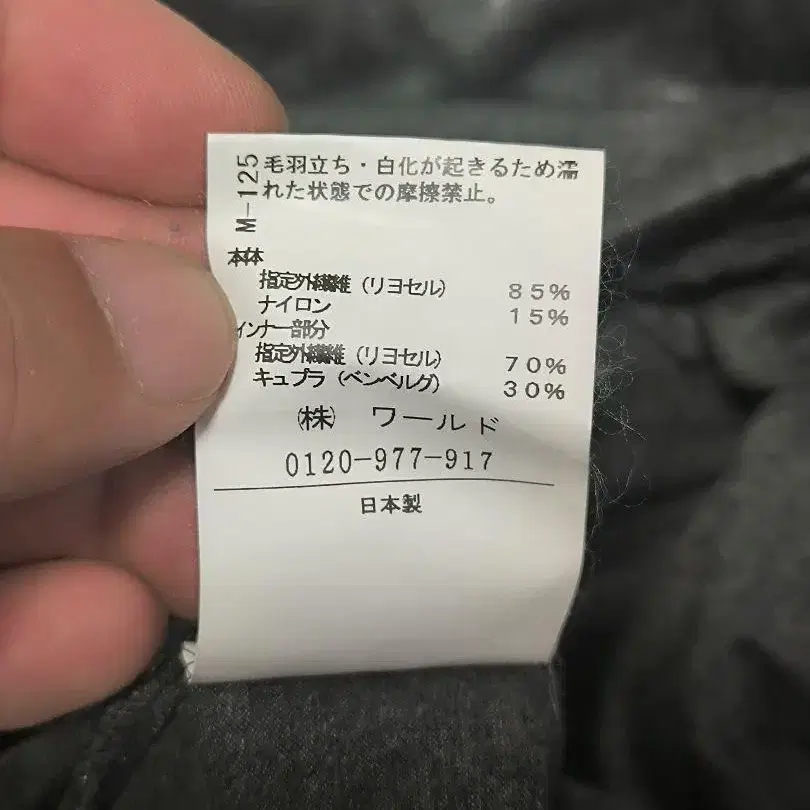 M-125
毛羽立ち・白化が起きるため濡
れた状態での摩擦禁止。
本体
指定外繊維（リヨセル） 85%
ナイロン 15%
インナー部分
指定外繊維（リヨセル） 70%
キュプラ（ベンベルグ） 30%
㈱ ワールド
0120-977-917
日本製